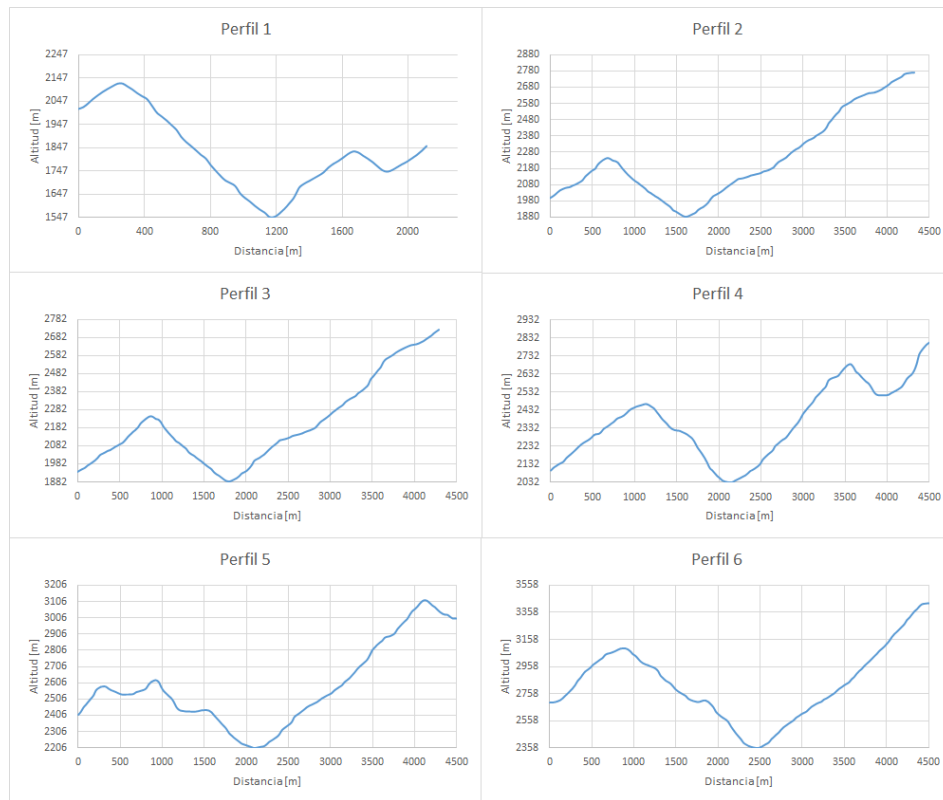 Perfil 1
2247
2147
2047
1947
1847
1747
1647
1547
Altitud [m]
0 400 800 1200 1600 2000
Distancia [m]
Perfil 2
2880
2780
2680
2580
2480
2380
2280
2180
2080
1980
1880
Altitud [m]
0 500 1000 1500 2000 2500 3000 3500 4000 4500
Distancia [m]
Perfil 3
2782
2682
2582
2482
2382
2282
2182
2082
1982
1882
Altitud [m]
0 500 1000 1500 2000 2500 3000 3500 4000 4500
Distancia [m]
Perfil 4
2932
2832
2732
2632
2532
2432
2332
2232
2132
2032
Altitud [m]
0 500 1000 1500 2000 2500 3000 3500 4000 4500
Distancia [m]
Perfil 5
3206
3106
3006
2906
2806
2706
2606
2506
2406
2306
2206
Altitud [m]
0 500 1000 1500 2000 2500 3000 3500 4000 4500
Distancia [m]
Perfil 6
3558
3358
3158
2958
2758
2558
2358
Altitud [m]
0 500 1000 1500 2000 2500 3000 3500 4000 4500
Distancia [m]